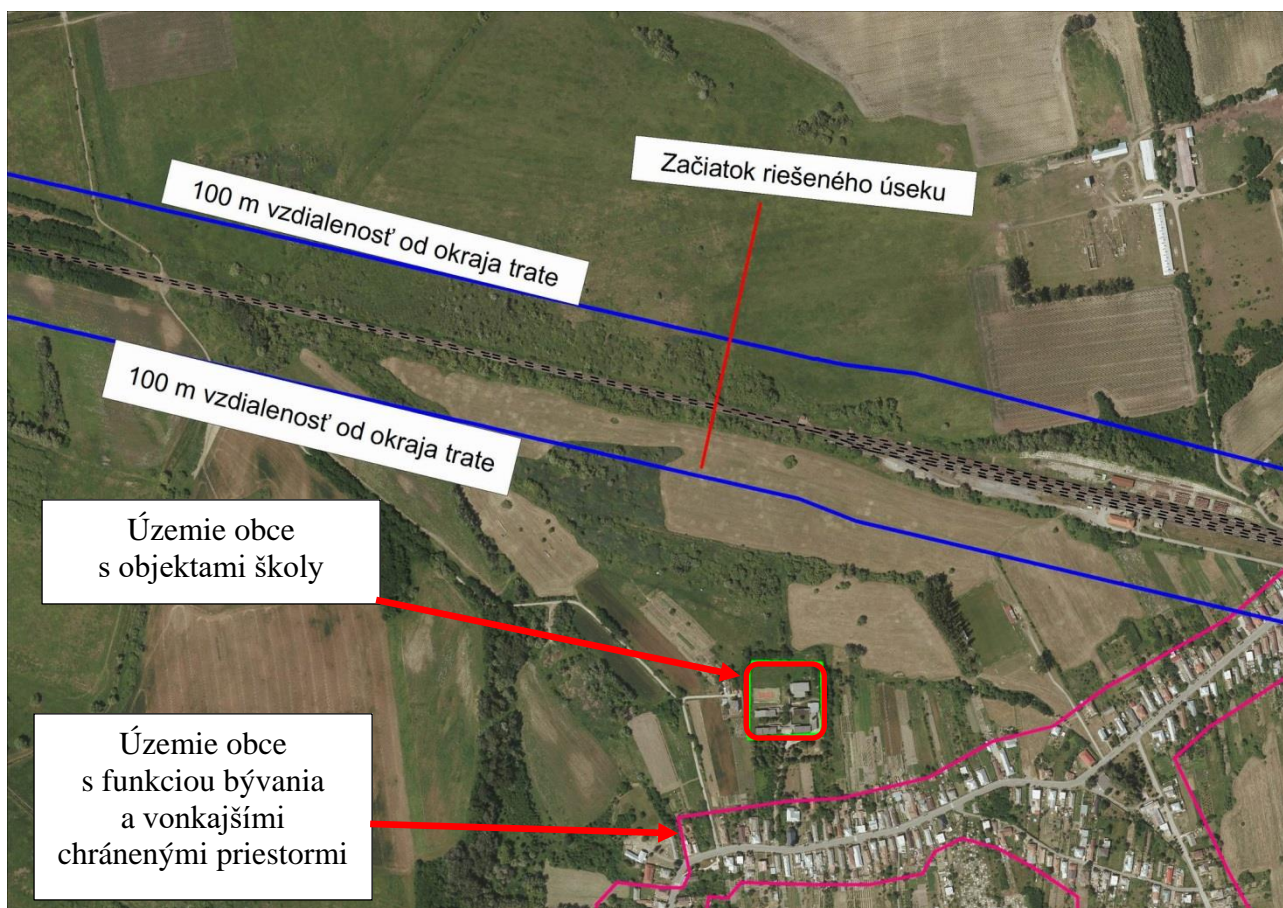 Začiatok riešeného úseku
100 m vzdialenosť od okraja trate
100 m vzdialenosť od okraja trate
Územie obce
s objektami školy
Územie obce
s funkciou bývania
a vonkajšími
chránenými priestormi